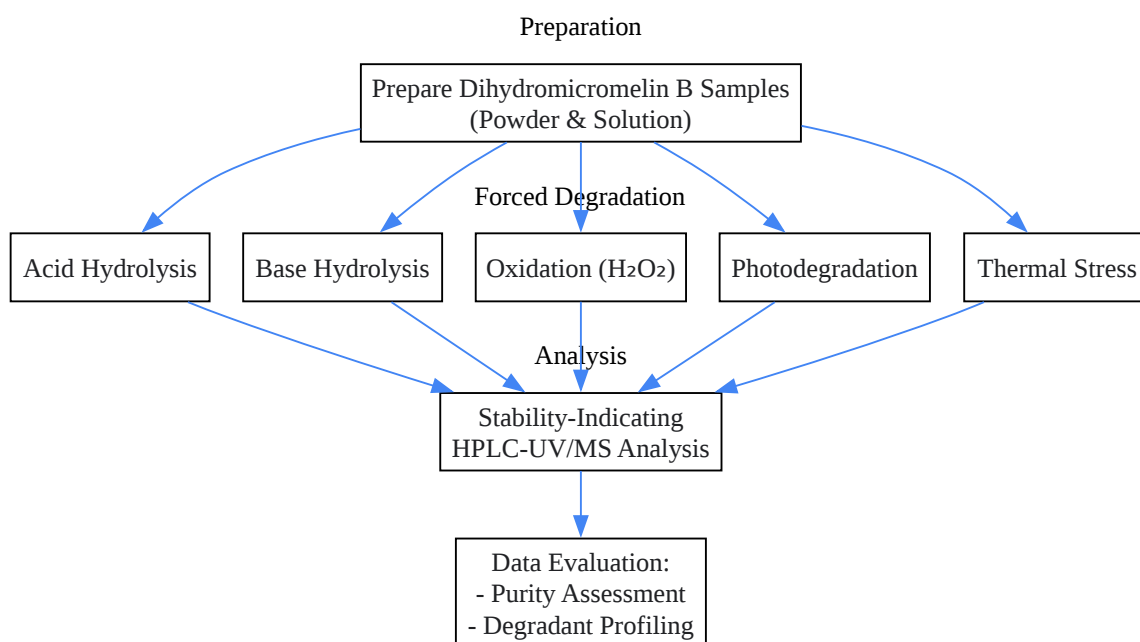 Preparation
Prepare Dihydromicromelin B Samples
(Powder & Solution)
Forced Degradation
Acid Hydrolysis
Base Hydrolysis
Oxidation (H₂O₂)
Photodegradation
Thermal Stress
Analysis
Stability-Indicating
HPLC-UV/MS Analysis
Data Evaluation:
- Purity Assessment
- Degradant Profiling